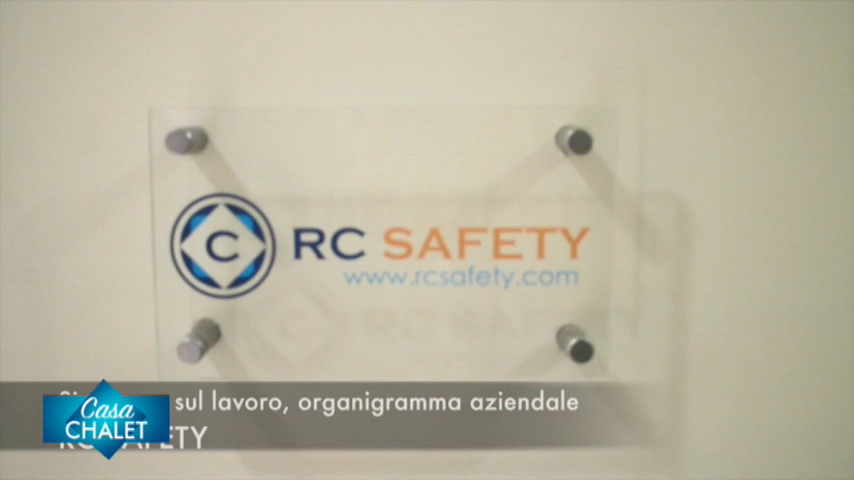 C RC SAFETY
www.rcsafety.com
sul lavoro, organigramma aziendale
Casa
CHALET